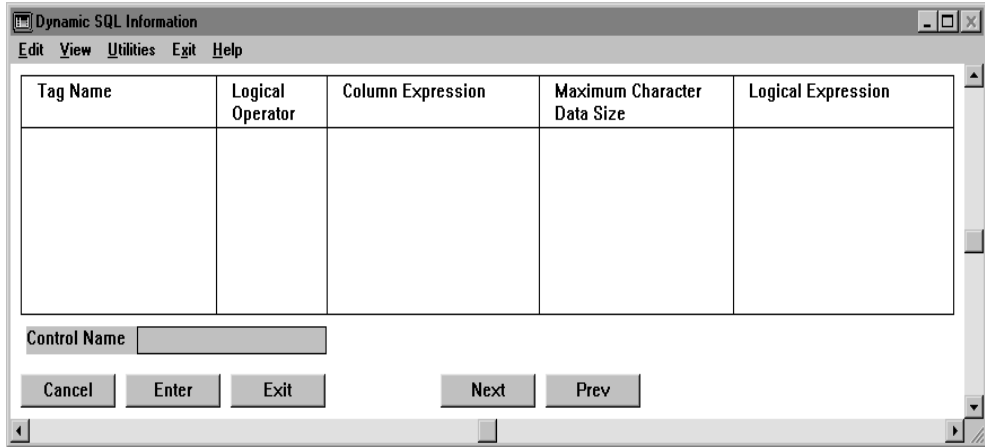 Dynamic SQL Information
Edit View Utilities Exit Help
Tag Name Logical Operator Column Expression Maximum Character Data Size Logical Expression
Control Name
Cancel Enter Exit Next Prev